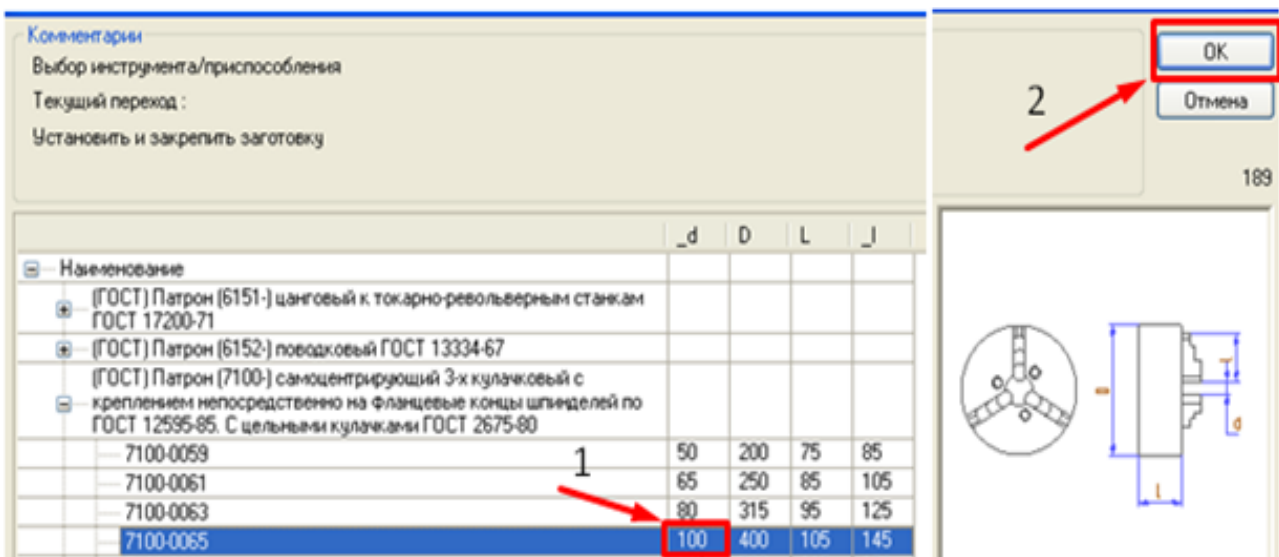 Комментарии
Выбор инструмента/приспособления
Текущий переход :
Установить и закрепить заготовку
2
ОК
Отмена
189
_d D L _l
Наименование
(ГОСТ) Патрон (6151-) цанговый к токарно-револьверным станкам
ГОСТ 17200-71
(ГОСТ) Патрон (6152-) поводковый ГОСТ 13334-67
(ГОСТ) Патрон (7100-) самоцентрирующий 3-х кулачковый с
креплением непосредственно на фланцевые концы шпинделей по
ГОСТ 12595-85. С цельными кулачками ГОСТ 2675-80
7100-0059 50 200 75 85
1
7100-0061 65 250 85 105
7100-0063 80 315 95 125
7100-0065 100 400 105 145
D
d